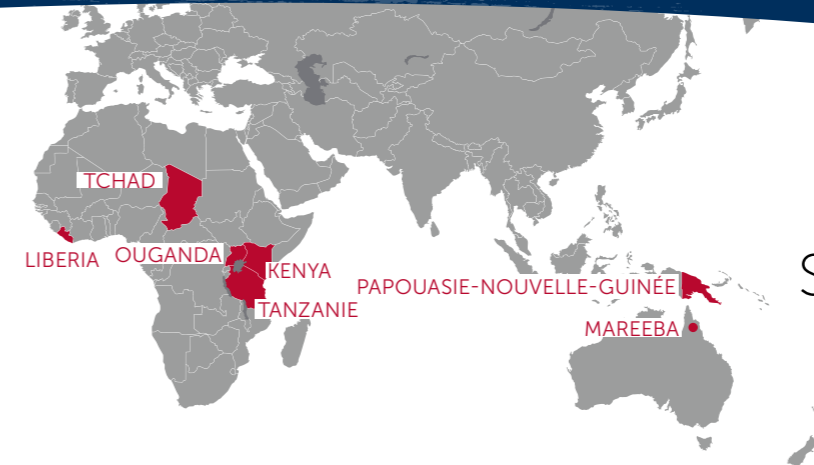 TCHAD
LIBERIA
OUGANDA
KENYA
TANZANIE
PAPOUASIE-NOUVELLE-GUINÉE
MAREEBA
S